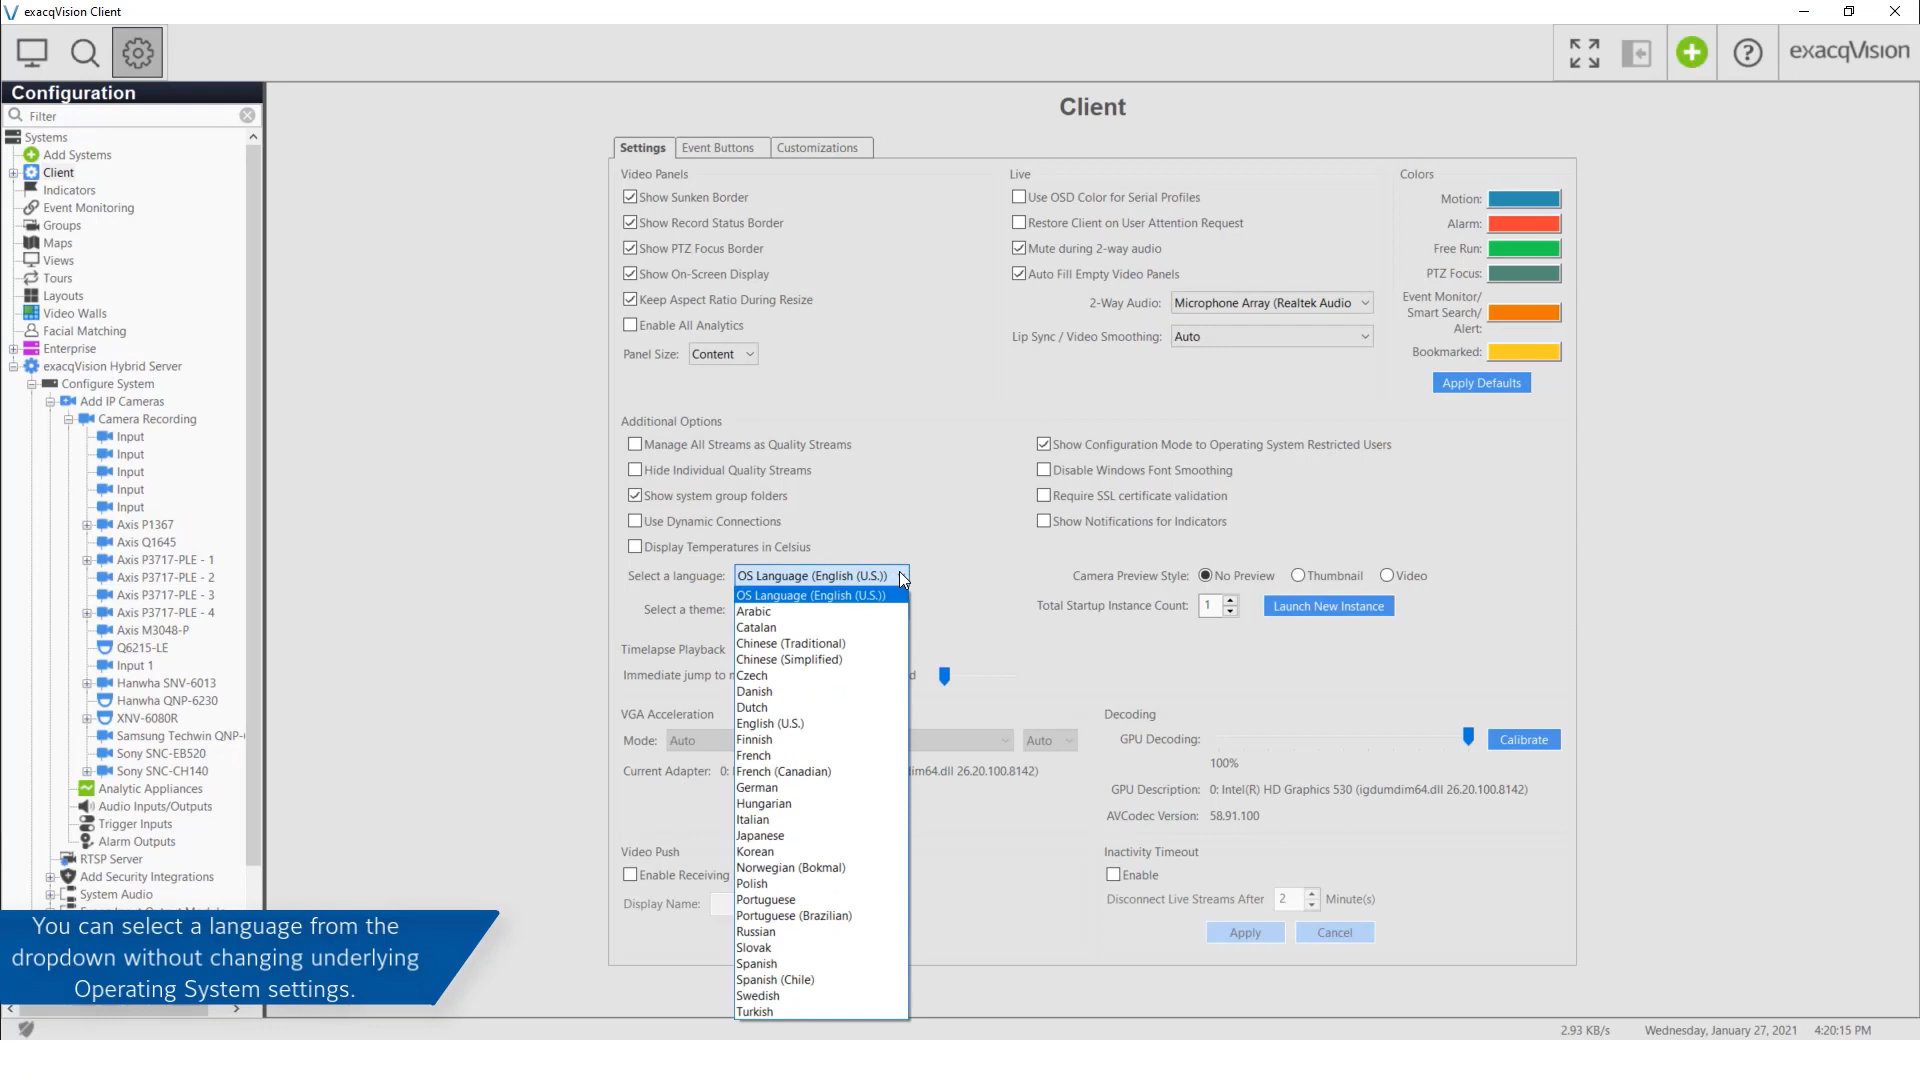 exacqVision Client
exacqVision
Configuration
Filter
Systems
Add Systems
Client
Indicators
Event Monitoring
Groups
Maps
Views
Tours
Layouts
Video Walls
Facial Matching
Enterprise
exacqVision Hybrid Server
Configure System
Add IP Cameras
Camera Recording
Input
Input
Input
Input
Input
Axis P1367
Axis Q1645
Axis P3717-PLE - 1
Axis P3717-PLE - 2
Axis P3717-PLE - 3
Axis P3717-PLE - 4
Axis M3048-P
Q6215-LE
Input 1
Hanwha SNV-6013
Hanwha QNP-6230
XNV-6080R
Samsung Techwin QNP-
Sony SNC-EB520
Sony SNC-CH140
Analytic Appliances
Audio Inputs/Outputs
Trigger Inputs
Alarm Outputs
RTSP Server
Add Security Integrations
System Audio
You can select a language from the
dropdown without changing underlying
Operating System settings.
Client
Settings Event Buttons Customizations
Video Panels
Show Sunken Border
Show Record Status Border
Show PTZ Focus Border
Show On-Screen Display
Keep Aspect Ratio During Resize
Enable All Analytics
Panel Size: Content
Live
Use OSD Color for Serial Profiles
Restore Client on User Attention Request
Mute during 2-way audio
Auto Fill Empty Video Panels
2-Way Audio: Microphone Array (Realtek Audio
Lip Sync / Video Smoothing: Auto
Colors
Motion:
Alarm:
Free Run:
PTZ Focus:
Event Monitor/
Smart Search/
Alert:
Bookmarked:
Apply Defaults
Additional Options
Manage All Streams as Quality Streams
Hide Individual Quality Streams
Show system group folders
Use Dynamic Connections
Display Temperatures in Celsius
Show Configuration Mode to Operating System Restricted Users
Disable Windows Font Smoothing
Require SSL certificate validation
Show Notifications for Indicators
Select a language: OS Language (English (U.S.))
OS Language (English (U.S.))
Arabic
Catalan
Chinese (Traditional)
Chinese (Simplified)
Czech
Danish
Dutch
English (U.S.)
Finnish
French
French (Canadian)
German
Hungarian
Italian
Japanese
Korean
Norwegian (Bokmal)
Polish
Portuguese
Portuguese (Brazilian)
Russian
Slovak
Spanish
Spanish (Chile)
Swedish
Turkish
Select a theme:
Camera Preview Style: No Preview Thumbnail Video
Total Startup Instance Count: 1 Launch New Instance
Timelapse Playback
Immediate jump to
VGA Acceleration
Mode: Auto Auto
Current Adapter: 0: im64.dll 26.20.100.8142)
Decoding
GPU Decoding: Calibrate
100%
GPU Description: 0: Intel(R) HD Graphics 530 (igdumdim64.dll 26.20.100.8142)
AVCodec Version: 58.91.100
Video Push
Enable Receiving
Display Name:
Inactivity Timeout
Enable
Disconnect Live Streams After 2 Minute(s)
Apply Cancel
2.93 KB/s Wednesday, January 27, 2021 4:20:15 PM